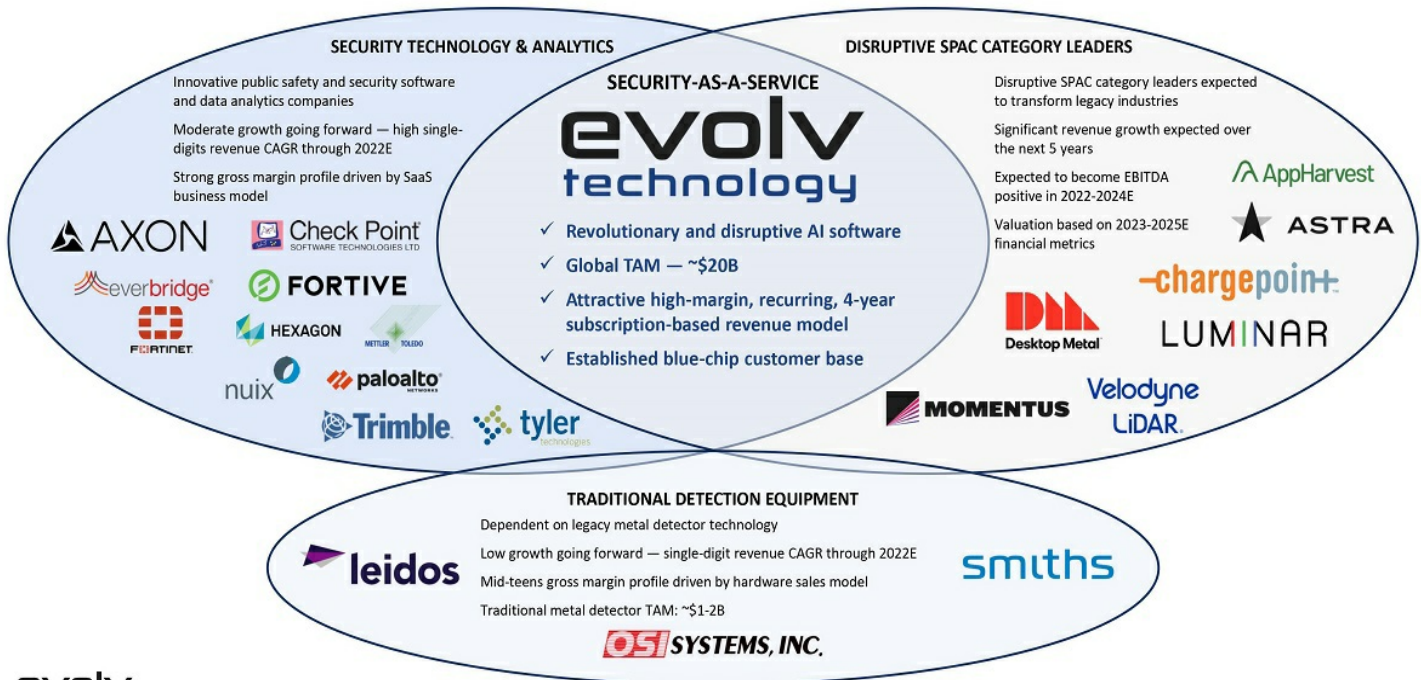 SECURITY TECHNOLOGY & ANALYTICS
Innovative public safety and security software
and data analytics companies
Moderate growth going forward — high single-
digits revenue CAGR through 2022E
Strong gross margin profile driven by SaaS
business model
AXON
Check Point
SOFTWARE TECHNOLOGIES LTD
everbridge
FORTIVE
FORTINET
HEXAGON
METTLER TOLEDO
nuix
paloalto
NETWORKS
Trimble
tyler
technologies
SECURITY-AS-A-SERVICE
evolv
technology
✓ Revolutionary and disruptive AI software
✓ Global TAM — ~$20B
✓ Attractive high-margin, recurring, 4-year
subscription-based revenue model
✓ Established blue-chip customer base
DISRUPTIVE SPAC CATEGORY LEADERS
Disruptive SPAC category leaders expected
to transform legacy industries
Significant revenue growth expected over
the next 5 years
Expected to become EBITDA
positive in 2022-2024E
Valuation based on 2023-2025E
financial metrics
AppHarvest
ASTRA
chargepoin+
DM
Desktop Metal
LUMINAR
MOMENTUS
Velodyne
LiDAR
TRADITIONAL DETECTION EQUIPMENT
Dependent on legacy metal detector technology
Low growth going forward — single-digit revenue CAGR through 2022E
Mid-teens gross margin profile driven by hardware sales model
Traditional metal detector TAM: ~$1-2B
leidos
smiths
OSI SYSTEMS, INC.
evolv